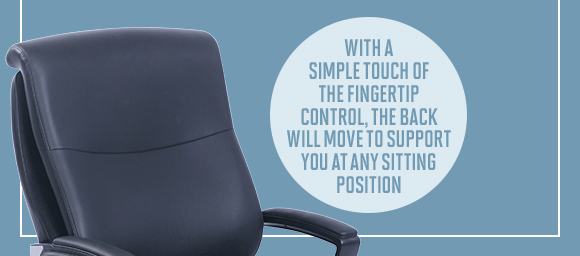 WITH A
SIMPLE TOUCH OF
THE FINGERTIP
CONTROL, THE BACK
WILL MOVE TO SUPPORT
YOU AT ANY SITTING
POSITION